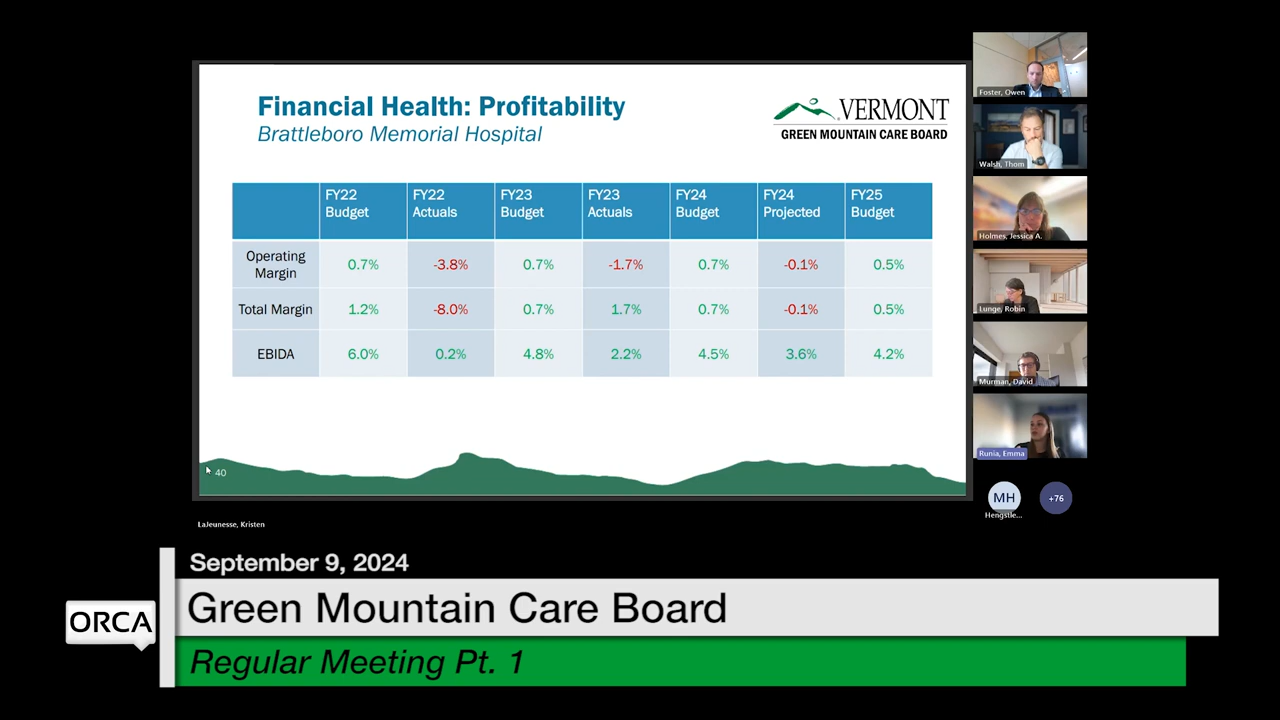 Financial Health: Profitability
Brattleboro Memorial Hospital
VERMONT
GREEN MOUNTAIN CARE BOARD
FY22 Budget
FY22 Actuals
FY23 Budget
FY23 Actuals
FY24 Budget
FY24 Projected
FY25 Budget
Operating Margin 0.7% -3.8% 0.7% -1.7% 0.7% -0.1% 0.5%
Total Margin 1.2% -8.0% 0.7% 1.7% 0.7% -0.1% 0.5%
EBIDA 6.0% 0.2% 4.8% 2.2% 4.5% 3.6% 4.2%
40
Foster, Owen
Walsh, Thom
Holmes, Jessica A.
Lunge, Robin
Murman, David
Runia, Emma
MH
+76
Hengstle...
LaJeunesse, Kristen
September 9, 2024
ORCA
Green Mountain Care Board
Regular Meeting Pt. 1